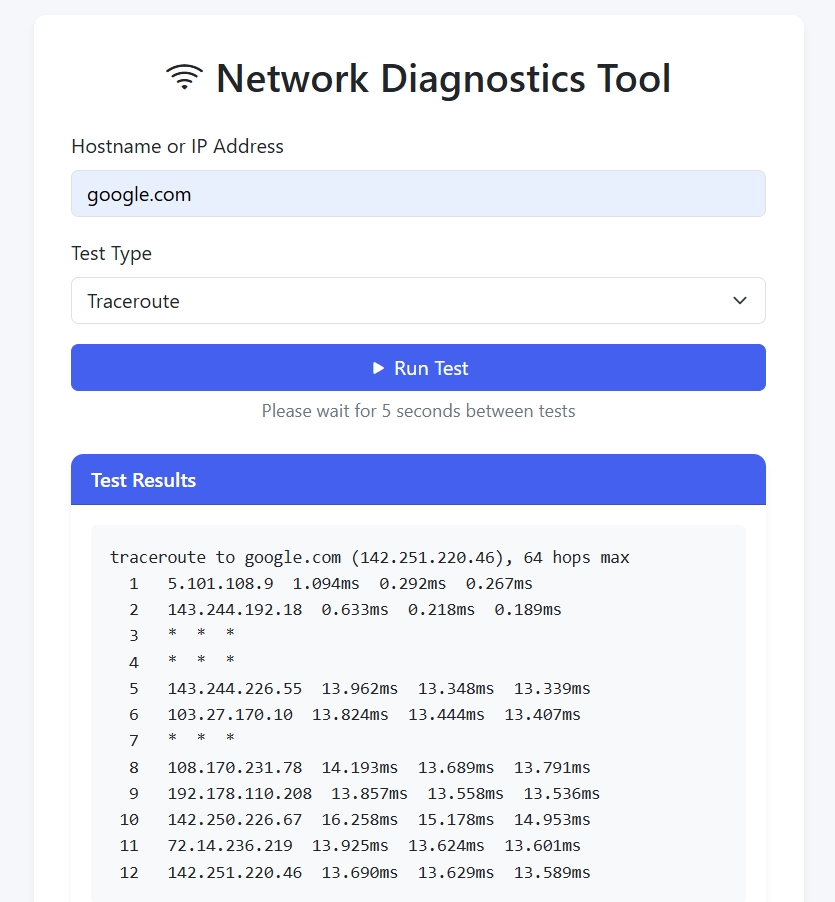 Network Diagnostics Tool
Hostname or IP Address
google.com
Test Type
Traceroute
Run Test
Please wait for 5 seconds between tests
Test Results
traceroute to google.com (142.251.220.46), 64 hops max
1   5.101.108.9  1.094ms  0.292ms  0.267ms
2   143.244.192.18  0.633ms  0.218ms  0.189ms
3   *  *  *
4   *  *  *
5   143.244.226.55  13.962ms  13.348ms  13.339ms
6   103.27.170.10  13.824ms  13.444ms  13.407ms
7   *  *  *
8   108.170.231.78  14.193ms  13.689ms  13.791ms
9   192.178.110.208  13.857ms  13.558ms  13.536ms
10   142.250.226.67  16.258ms  15.178ms  14.953ms
11   72.14.236.219  13.925ms  13.624ms  13.601ms
12   142.251.220.46  13.690ms  13.629ms  13.589ms